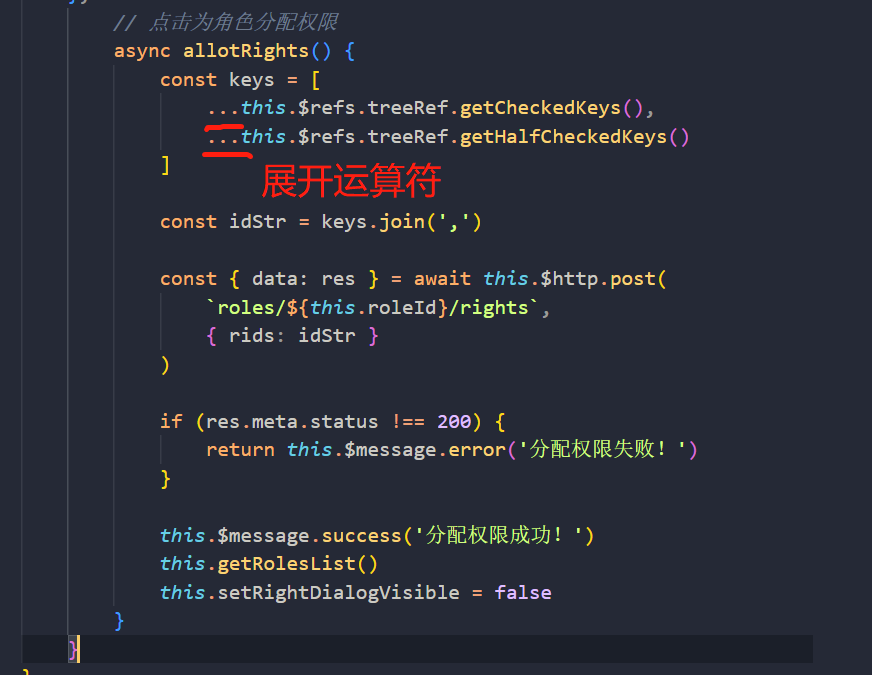 // 点击为角色分配权限
async allotRights() {
const keys = [
...this.$refs.treeRef.getCheckedKeys(),
...this.$refs.treeRef.getHalfCheckedKeys()
]
展开运算符
const idStr = keys.join(',')
const { data: res } = await this.$http.post(
`roles/${this.roleId}/rights`,
{ rids: idStr }
)
if (res.meta.status !== 200) {
return this.$message.error('分配权限失败！')
}
this.$message.success('分配权限成功！')
this.getRolesList()
this.setRightDialogVisible = false
}
}